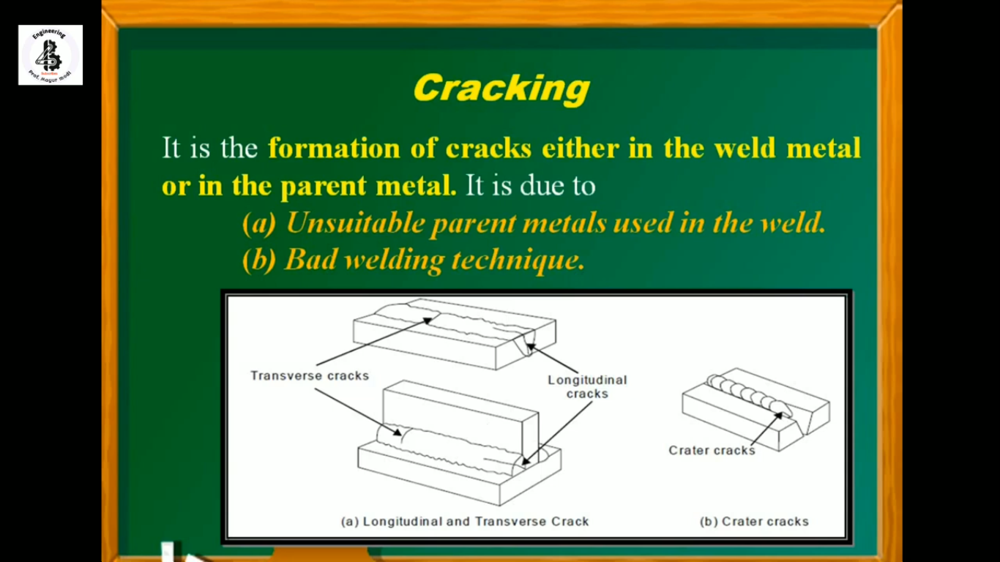 Engineering
Subscribe
Prof. Mayur modi
Cracking
It is the formation of cracks either in the weld metal
or in the parent metal. It is due to
(a) Unsuitable parent metals used in the weld.
(b) Bad welding technique.
Transverse cracks
Longitudinal
cracks
Crater cracks
(a) Longitudinal and Transverse Crack
(b) Crater cracks